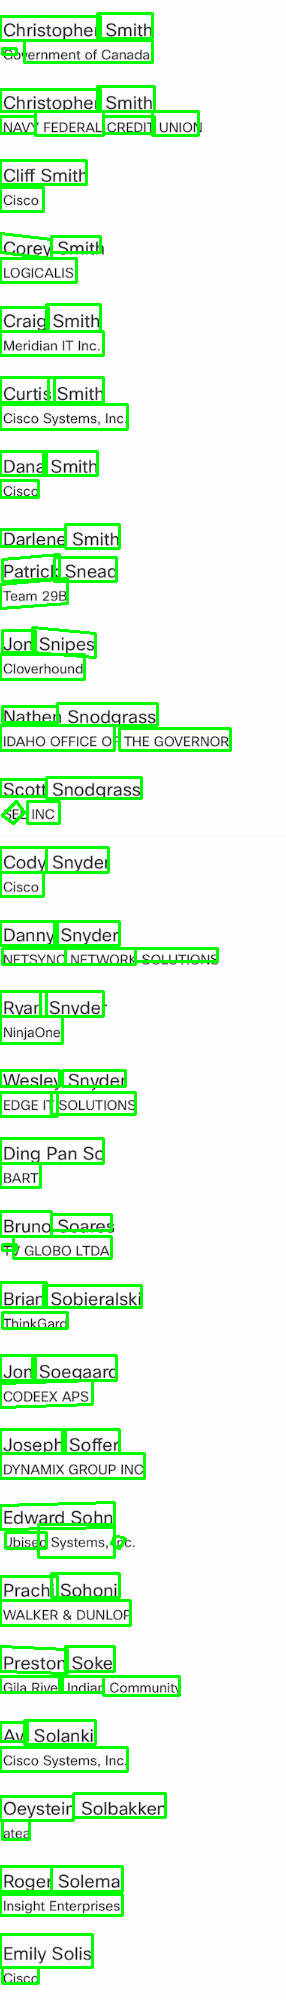 Christopher Smith
Government of Canada
Christopher Smith
NAVY FEDERAL CREDIT UNION
Cliff Smith
Cisco
Corey Smith
LOGICALIS
Craig Smith
Meridian IT Inc.
Curtis Smith
Cisco Systems, Inc.
Dana Smith
Cisco
Darlene Smith
Patrick Snead
Team 29B
Jon Snipes
Cloverhound
Nathen Snodgrass
IDAHO OFFICE OF THE GOVERNOR
Scott Snodgrass
SEL INC
Cody Snyder
Cisco
Danny Snyder
NETSYNC NETWORK SOLUTIONS
Ryan Snyder
NinjaOne
Wesley Snyder
EDGE IT SOLUTIONS
Ding Pan So
BART
Bruno Soares
TV GLOBO LTDA
Brian Sobieralski
ThinkGard
Jon Soegaard
CODEEX APS
Joseph Soffer
DYNAMIX GROUP INC
Edward Sohn
Ubiseq Systems, Inc.
Prachi Sohoni
WALKER & DUNLOP
Preston Soke
Gila River Indian Community
Avi Solanki
Cisco Systems, Inc.
Oeystein Solbakken
atea
Roger Solema
Insight Enterprises
Emily Solis
Cisco